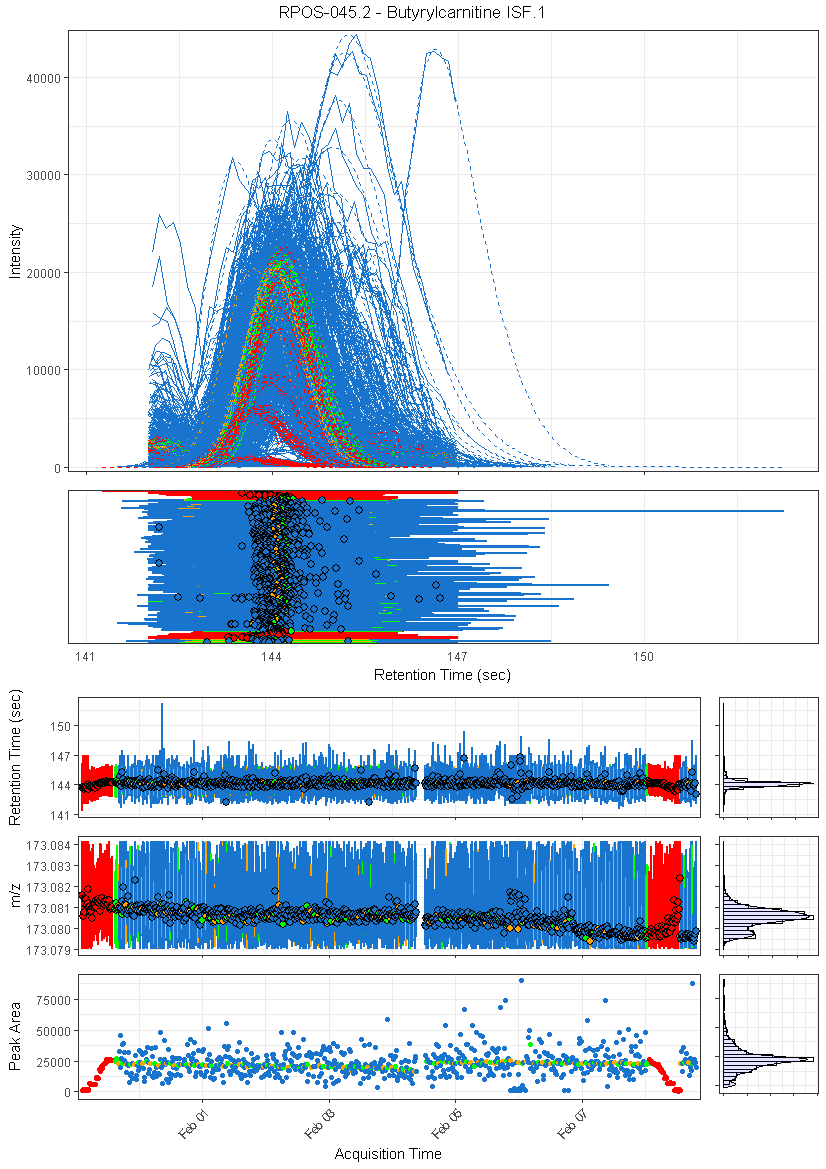 RPOS-045.2 - Butyrylcarnitine ISF.1
40000
30000
20000
10000
0
Intensity
141
144
147
150
Retention Time (sec)
150
147
144
141
Retention Time (sec)
173.084
173.083
173.082
173.081
173.080
173.079
m/z
75000
50000
25000
0
Peak Area
Feb 01
Feb 03
Feb 05
Feb 07
Acquisition Time